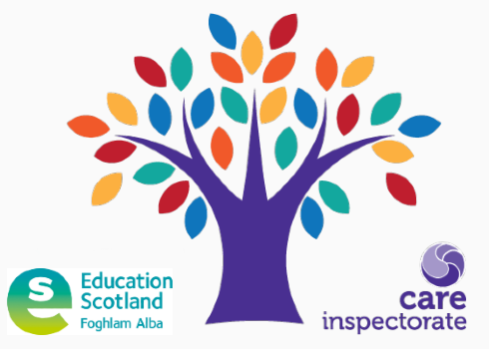 Education
Scotland
Foghlam Alba
care
inspectorate